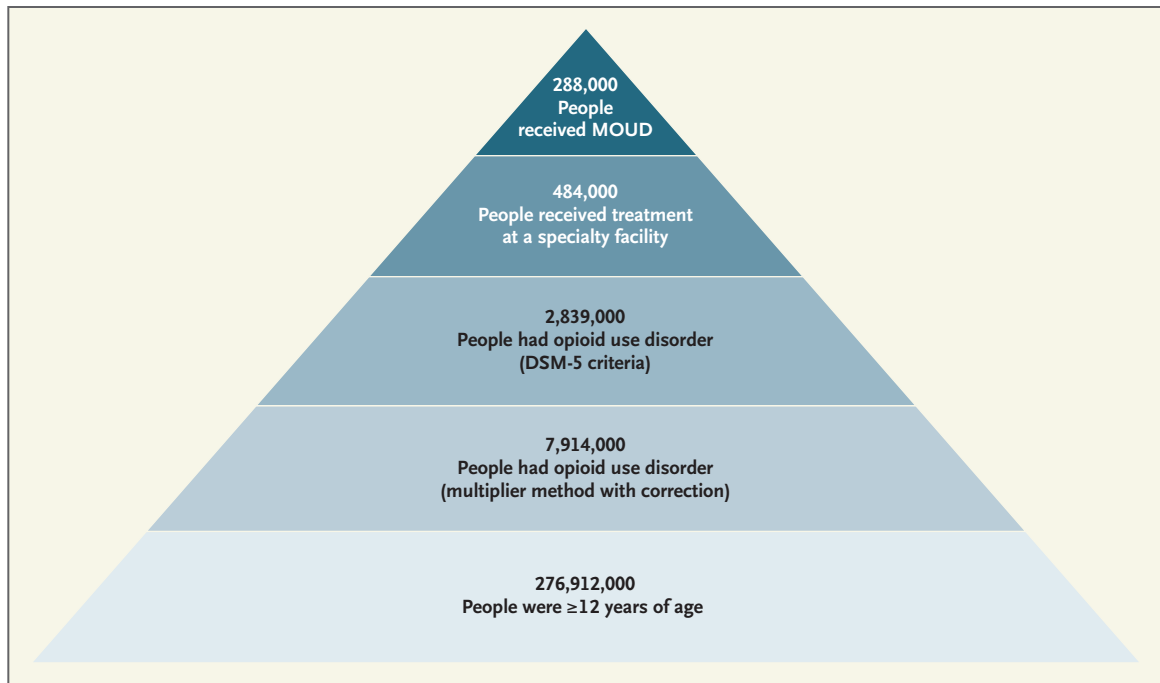 288,000
People
received MOUD
484,000
People received treatment
at a specialty facility
2,839,000
People had opioid use disorder
(DSM-5 criteria)
7,914,000
People had opioid use disorder
(multiplier method with correction)
276,912,000
People were ≥12 years of age